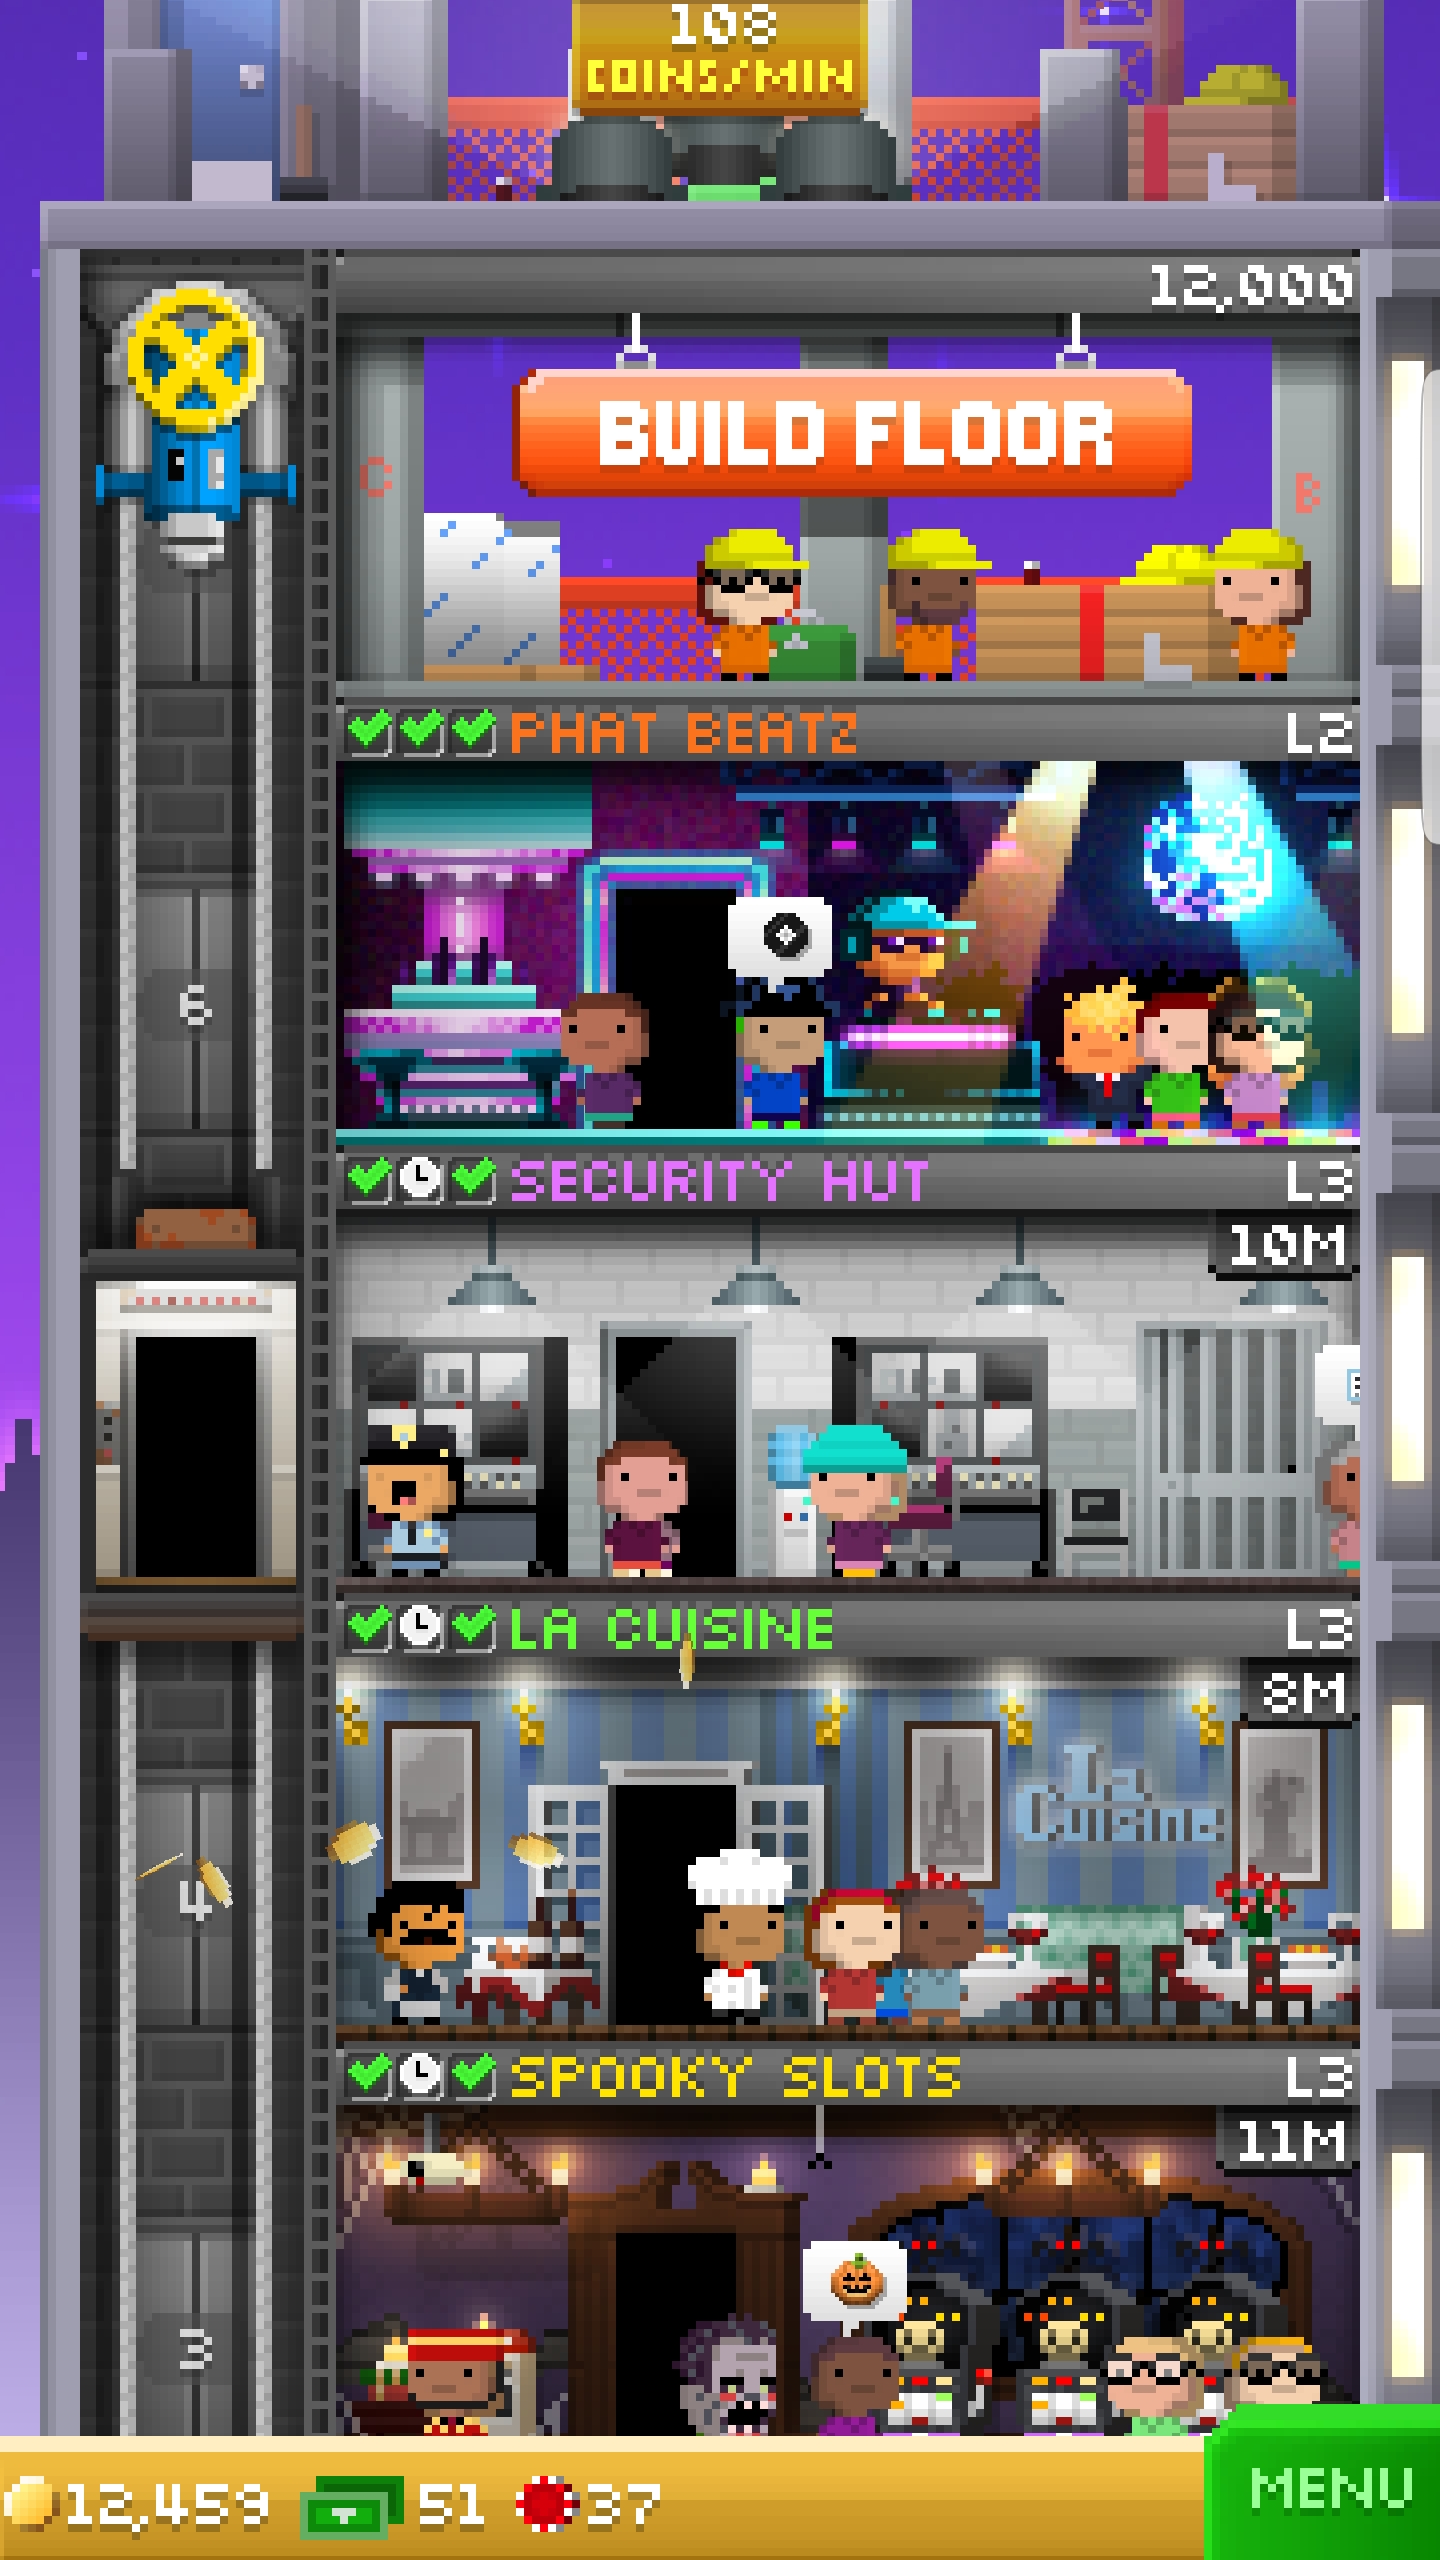 108
COINS/MIN
12,000
BUILD FLOOR
C
B
PHAT BEATZ L2
6
SECURITY HUT L3
10M
LA CUISINE L3
8M
La
Cuisine
4
SPOOKY SLOTS L3
11M
3
12,459 51 37
MENU